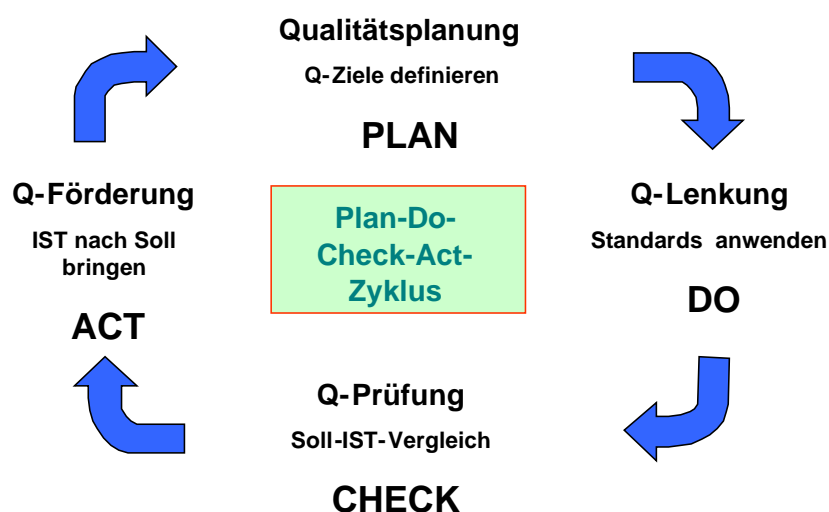 Qualitätsplanung
Q-Ziele definieren
PLAN
Q-Förderung
IST nach Soll
bringen
ACT
Plan-Do-
Check-Act-
Zyklus
Q-Lenkung
Standards anwenden
DO
Q-Prüfung
Soll-IST-Vergleich
CHECK